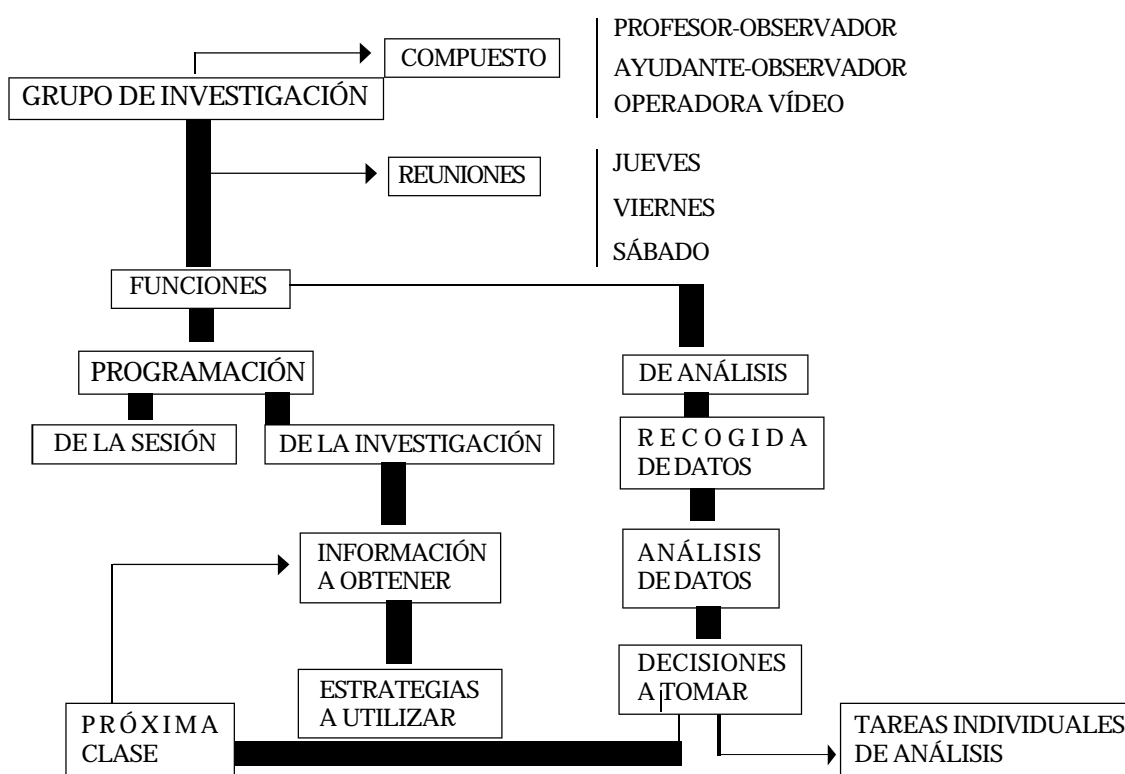 PROFESOR-OBSERVADOR
COMPUESTO
AYUDANTE-OBSERVADOR
GRUPO DE INVESTIGACIÓN
OPERADORA VÍDEO
JUEVES
REUNIONES
VIERNES
SÁBADO
FUNCIONES
PROGRAMACIÓN
DE ANÁLISIS
DE LA SESIÓN
DE LA INVESTIGACIÓN
RECOGIDA
DE DATOS
INFORMACIÓN
A OBTENER
ANÁLISIS
DE DATOS
ESTRATEGIAS
A UTILIZAR
DECISIONES
A TOMAR
PRÓXIMA
CLASE
TAREAS INDIVIDUALES
DE ANÁLISIS